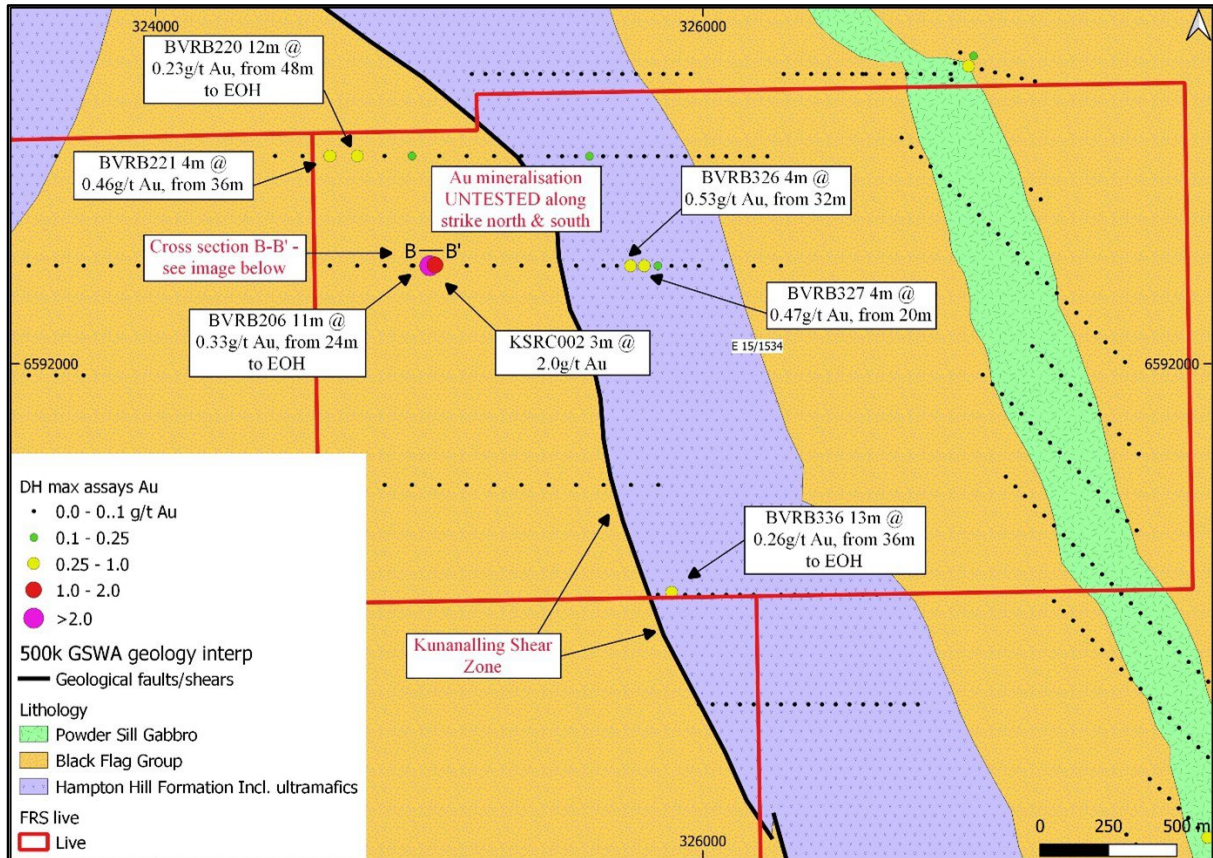 324000
326000
BVRB220 12m @
0.23g/t Au, from 48m
to EOH
BVRB221 4m @
0.46g/t Au, from 36m
Au mineralisation
UNTESTED along
strike north & south
BVRB326 4m @
0.53g/t Au, from 32m
Cross section B-B' -
see image below
B
B'
BVRB327 4m @
0.47g/t Au, from 20m
BVRB206 11m @
0.33g/t Au, from 24m
to EOH
KSRC002 3m @
2.0g/t Au
E 15/1534
6592000
6592000
DH max assays Au
0.0 - 0..1 g/t Au
0.1 - 0.25
0.25 - 1.0
1.0 - 2.0
>2.0
500k GSWA geology interp
Geological faults/shears
Lithology
Powder Sill Gabbro
Black Flag Group
Hampton Hill Formation Incl. ultramafics
FRS live
Live
BVRB336 13m @
0.26g/t Au, from 36m
to EOH
Kunanalling Shear
Zone
326000
0 250 500 m